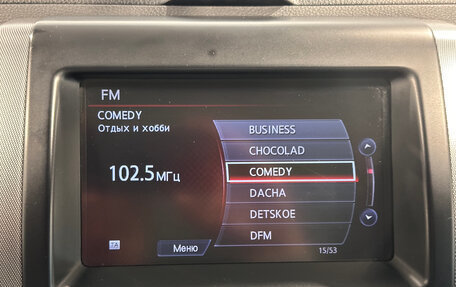 FM
COMEDY
Отдых и хобби
102.5МГц
BUSINESS
CHOCOLAD
COMEDY
DACHA
DETSKOE
DFM
TA
Меню
15/53